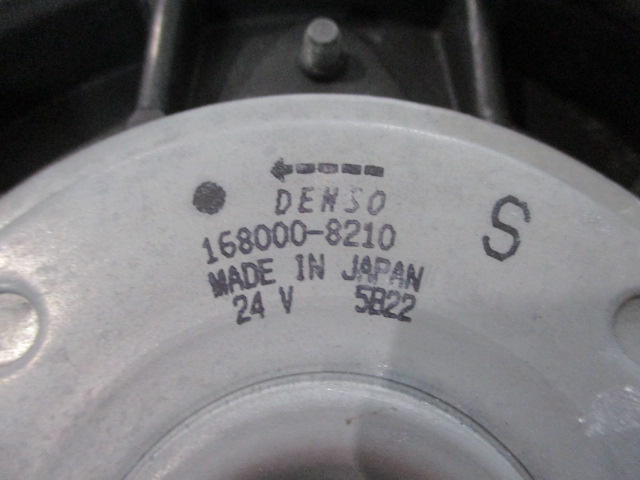 DENSO
168000-8210
MADE IN JAPAN
24 V 5B22
S